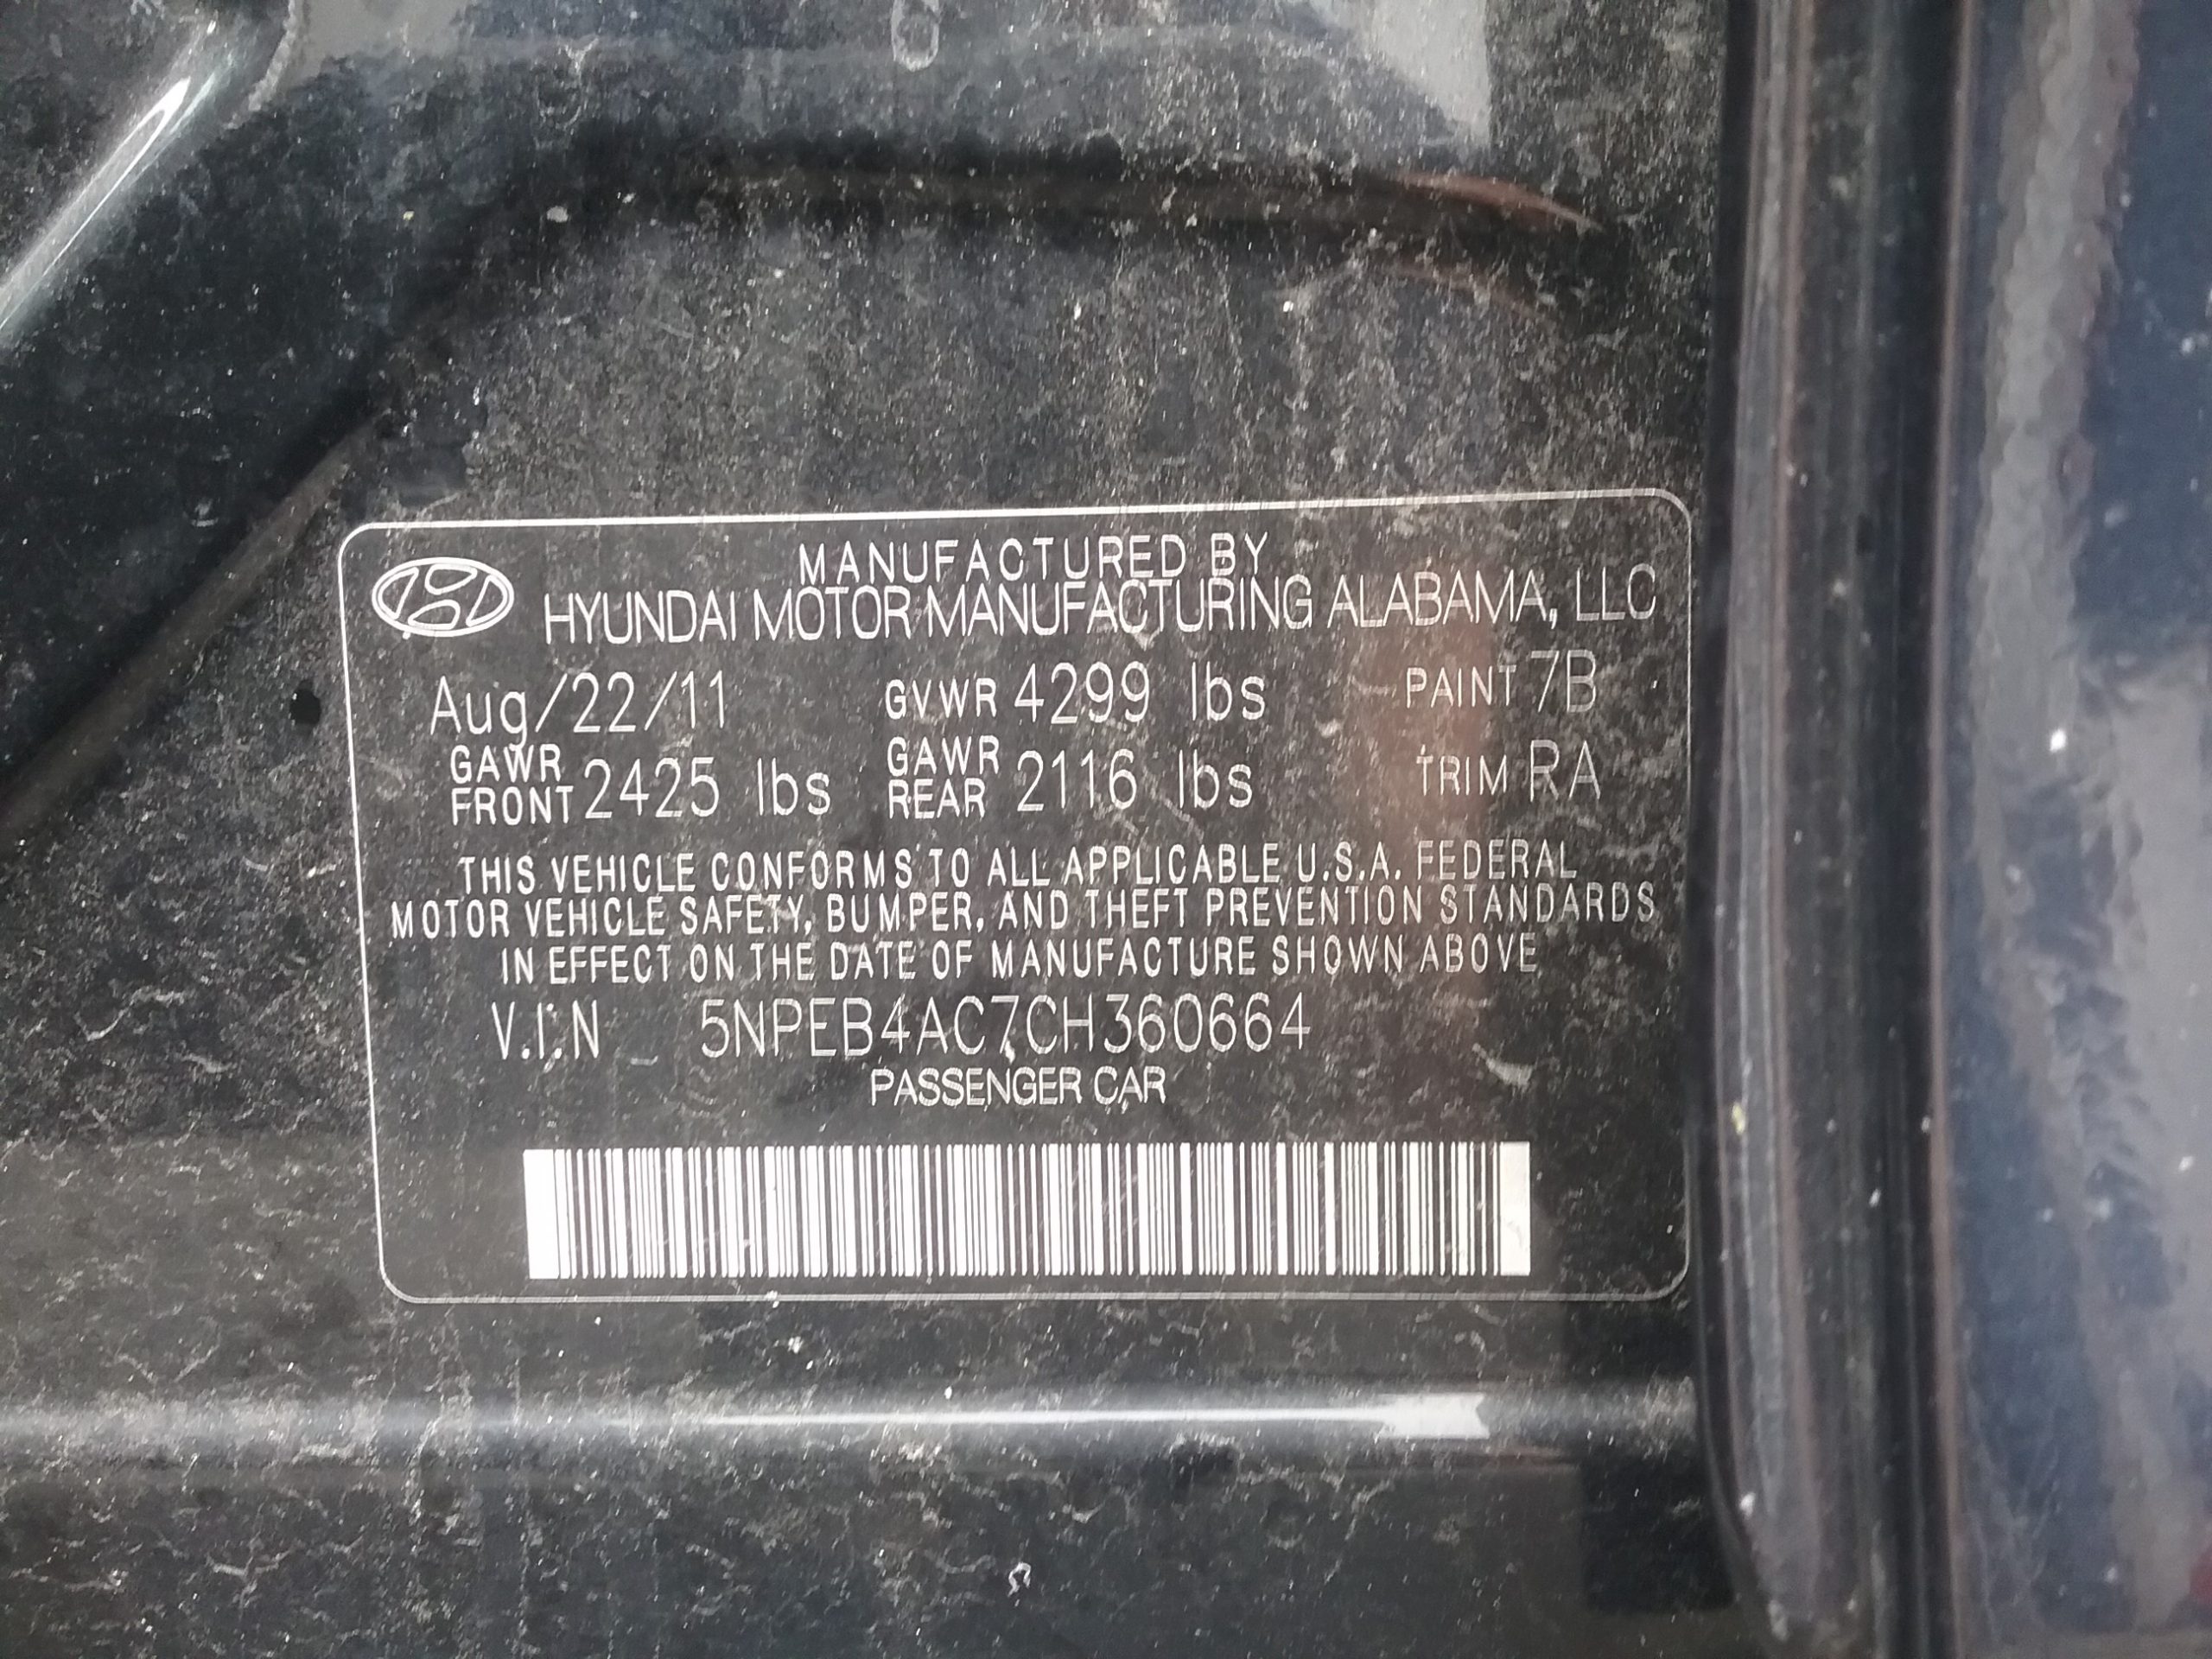 MANUFACTURED BY
HYUNDAI MOTOR MANUFACTURING ALABAMA, LLC
Aug/22/11 GVWR 4299 lbs PAINT 7B
GAWR FRONT 2425 lbs GAWR REAR 2116 lbs TRIM RA
THIS VEHICLE CONFORMS TO ALL APPLICABLE U.S.A. FEDERAL
MOTOR VEHICLE SAFETY, BUMPER, AND THEFT PREVENTION STANDARDS
IN EFFECT ON THE DATE OF MANUFACTURE SHOWN ABOVE
V.I.N 5NPEB4AC7CH360664
PASSENGER CAR